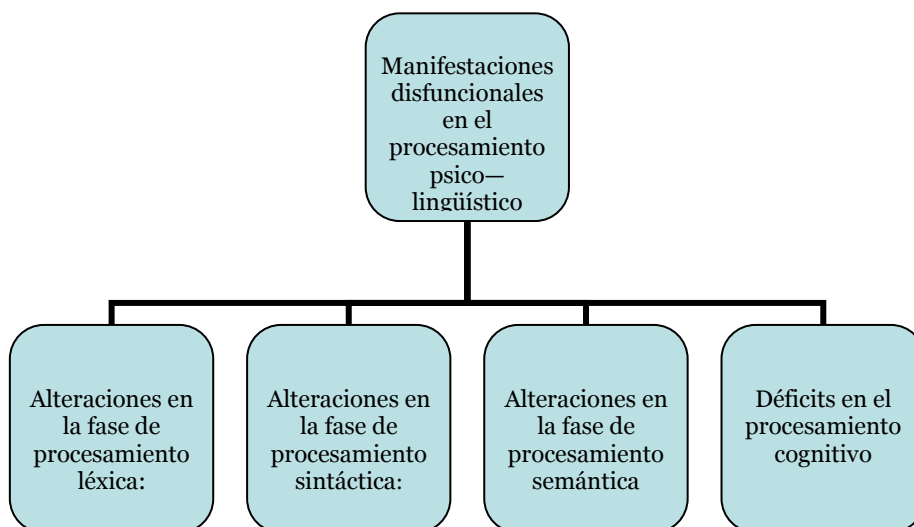 Manifestaciones
disfuncionales
en el
procesamiento
psico—
lingüístico
Alteraciones en
la fase de
procesamiento
léxica:
Alteraciones en
la fase de
procesamiento
sintáctica:
Alteraciones en
la fase de
procesamiento
semántica
Déficits en el
procesamiento
cognitivo